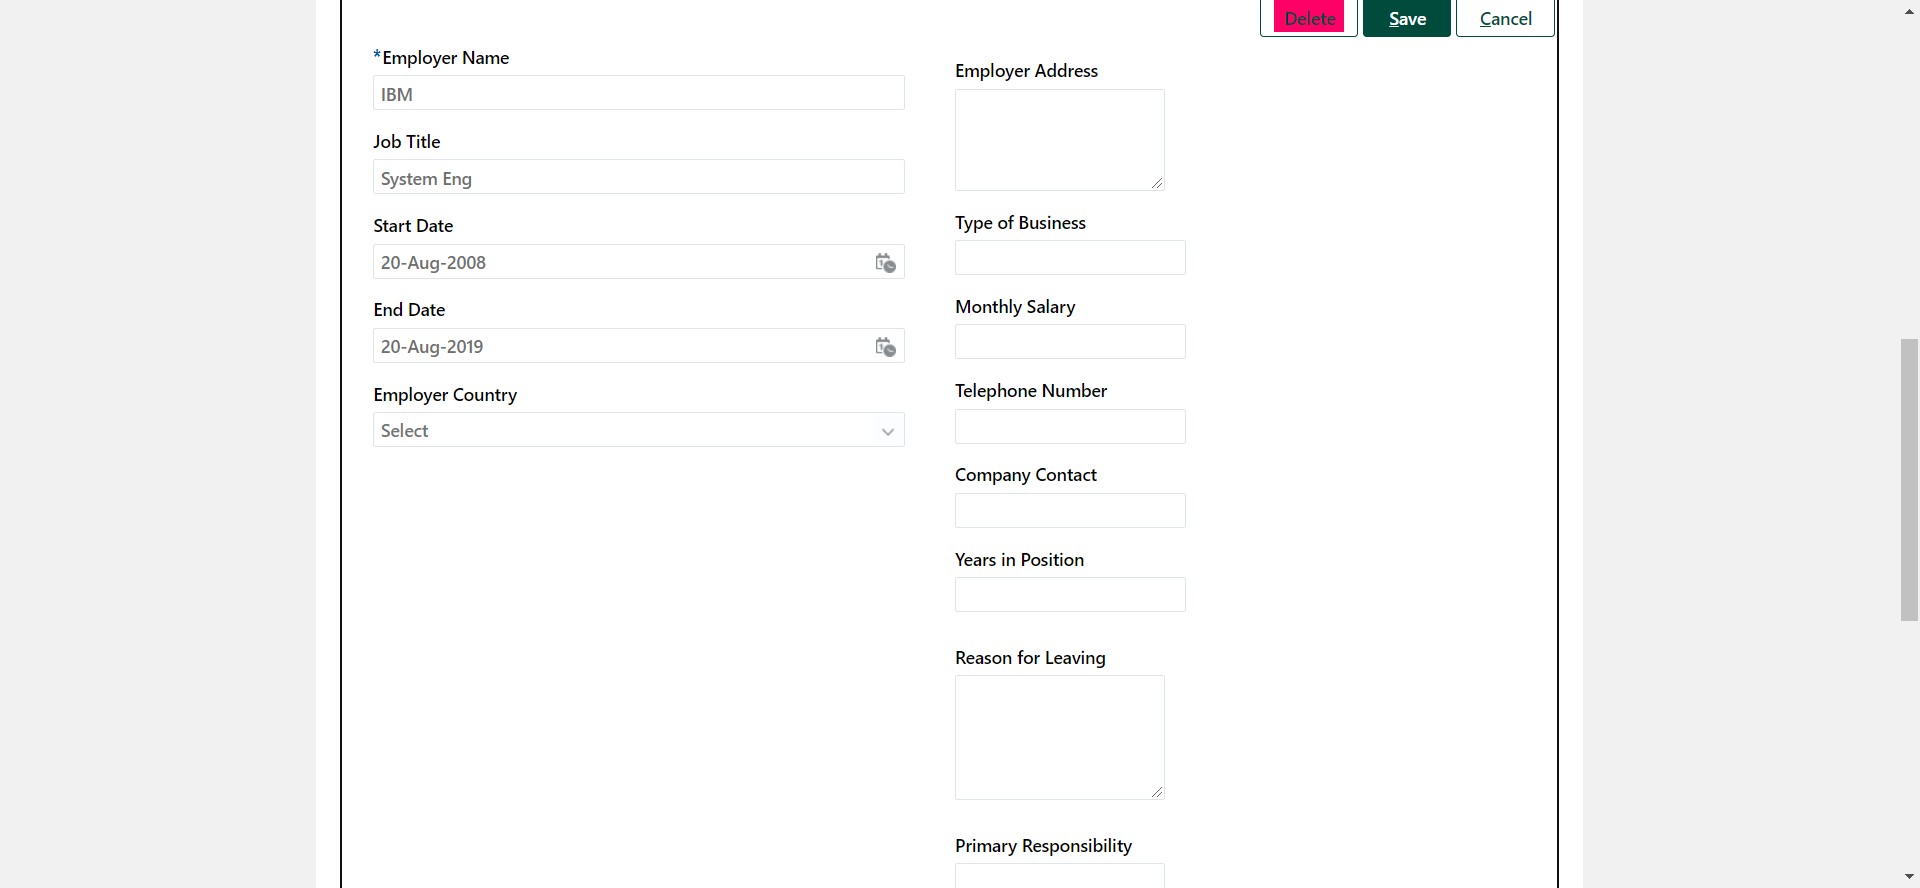 Delete Save Cancel
*Employer Name
IBM
Job Title
System Eng
Start Date
20-Aug-2008
End Date
20-Aug-2019
Employer Country
Select
Employer Address
Type of Business
Monthly Salary
Telephone Number
Company Contact
Years in Position
Reason for Leaving
Primary Responsibility